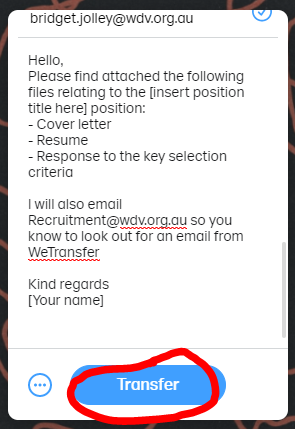 bridget.jolley@wdv.org.au
Hello,
Please find attached the following
files relating to the [insert position
title here] position:
- Cover letter
- Resume
- Response to the key selection
criteria
I will also email
Recruitment@wdv.org.au so you
know to look out for an email from
WeTransfer
Kind regards
[Your name]
Transfer